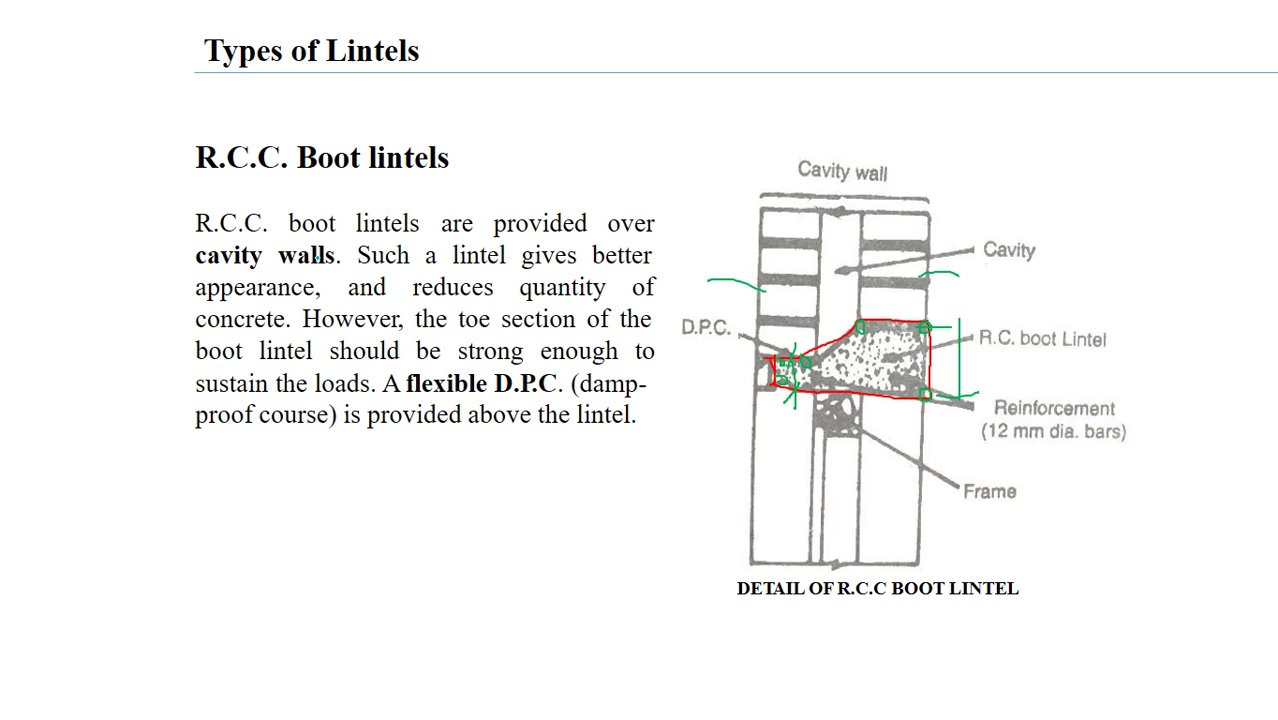 Types of Lintels
R.C.C. Boot lintels
R.C.C. boot lintels are provided over
cavity walls. Such a lintel gives better
appearance, and reduces quantity of
concrete. However, the toe section of the
boot lintel should be strong enough to
sustain the loads. A flexible D.P.C. (damp-
proof course) is provided above the lintel.
Cavity wall
Cavity
D.P.C.
R.C. boot Lintel
Reinforcement
(12 mm dia. bars)
Frame
DETAIL OF R.C.C BOOT LINTEL